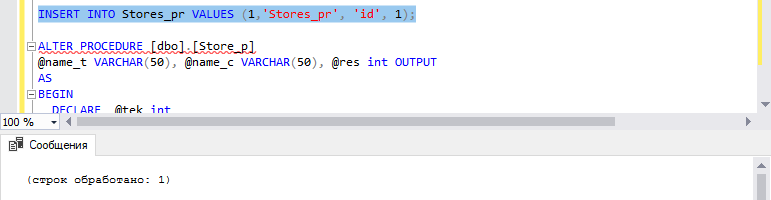 INSERT INTO Stores_pr VALUES (1,'Stores_pr', 'id', 1);
ALTER PROCEDURE [dbo].[Store_p]
@name_t VARCHAR(50), @name_c VARCHAR(50), @res int OUTPUT
AS
BEGIN
DECLARE @tek int
100 %
Сообщения
(строк обработано: 1)